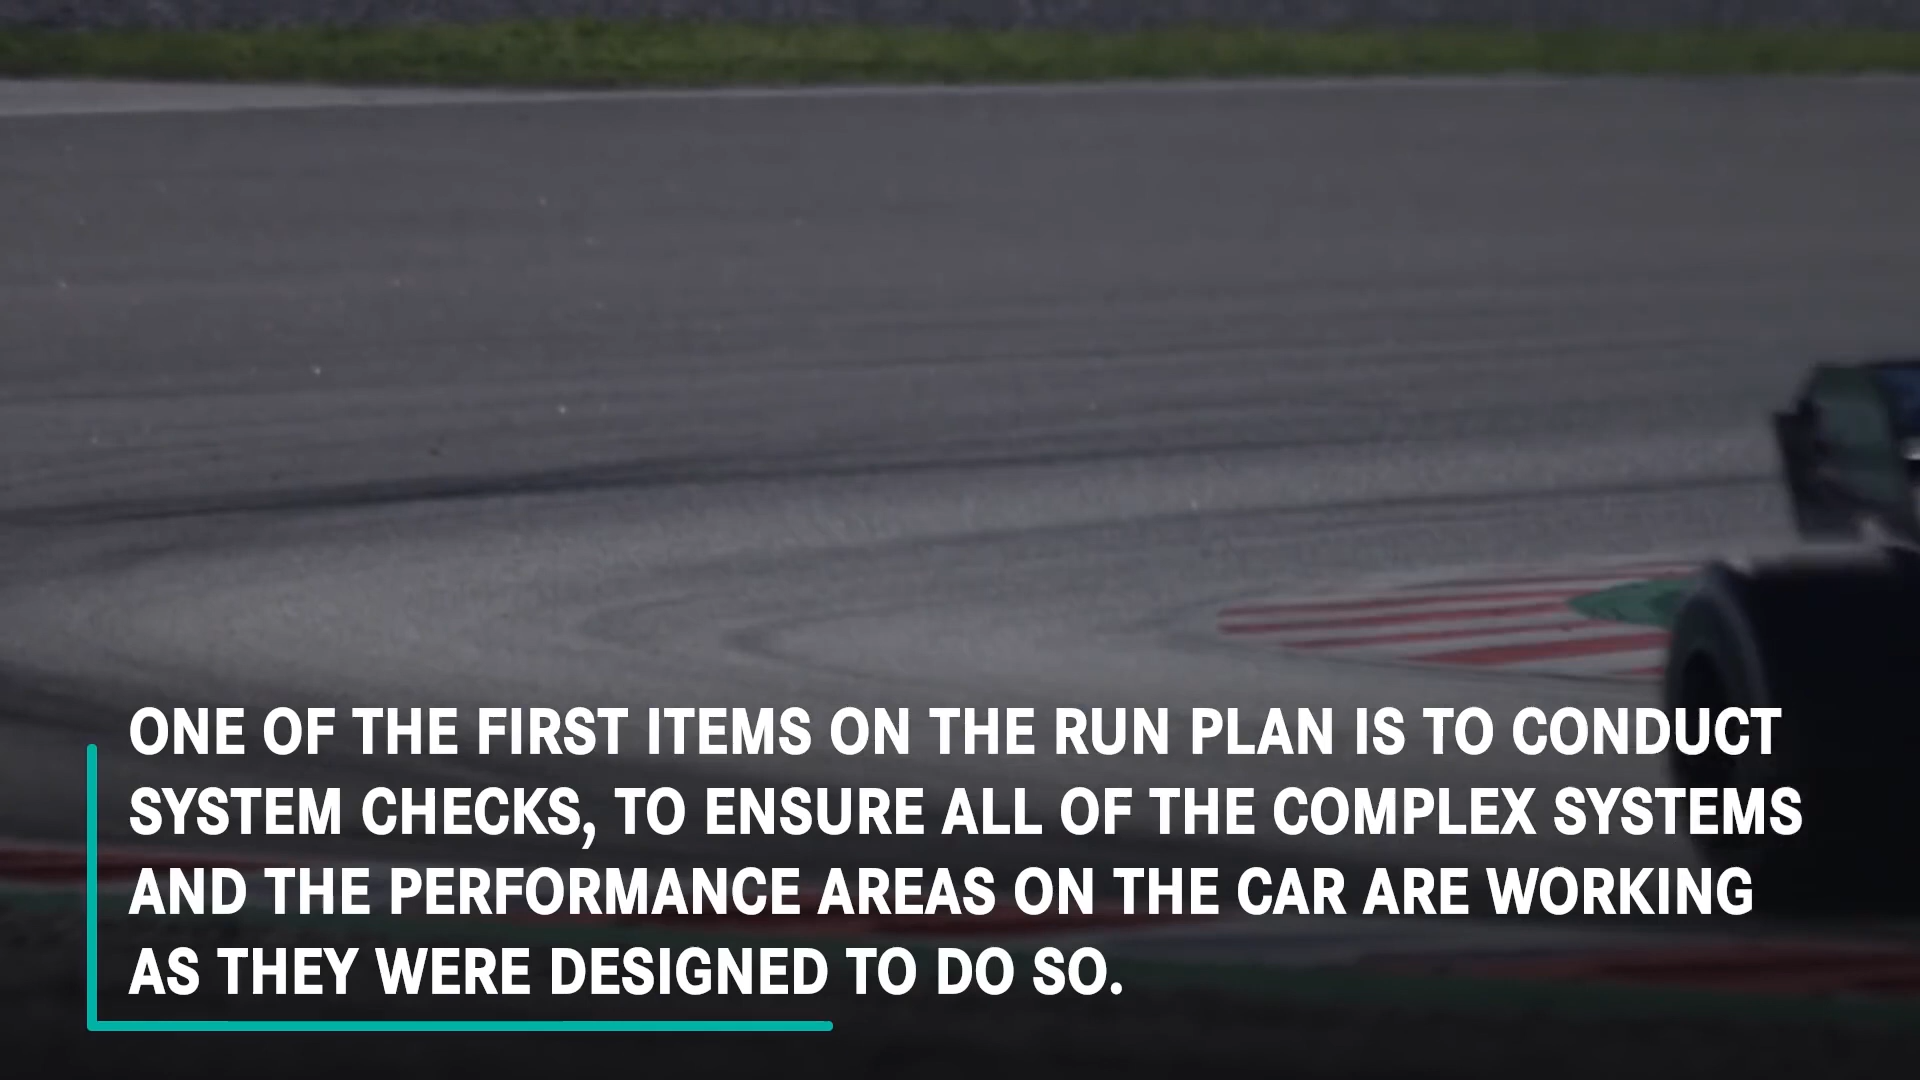 ONE OF THE FIRST ITEMS ON THE RUN PLAN IS TO CONDUCT
SYSTEM CHECKS, TO ENSURE ALL OF THE COMPLEX SYSTEMS
AND THE PERFORMANCE AREAS ON THE CAR ARE WORKING
AS THEY WERE DESIGNED TO DO SO.